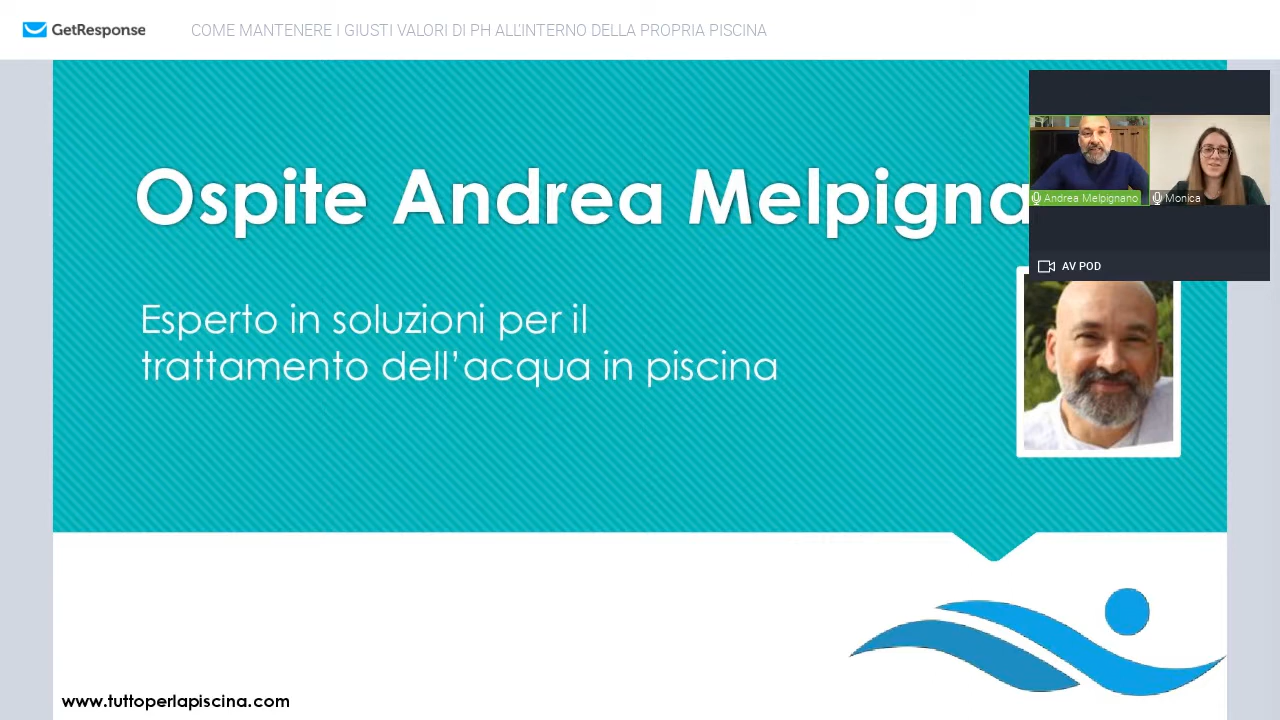 GetResponse
COME MANTENERE I GIUSTI VALORI DI PH ALL'INTERNO DELLA PROPRIA PISCINA
Ospite Andrea Melpigna
Andrea Melpignano
Monica
AV POD
Esperto in soluzioni per il
trattamento dell’acqua in piscina
www.tuttoperlapiscina.com